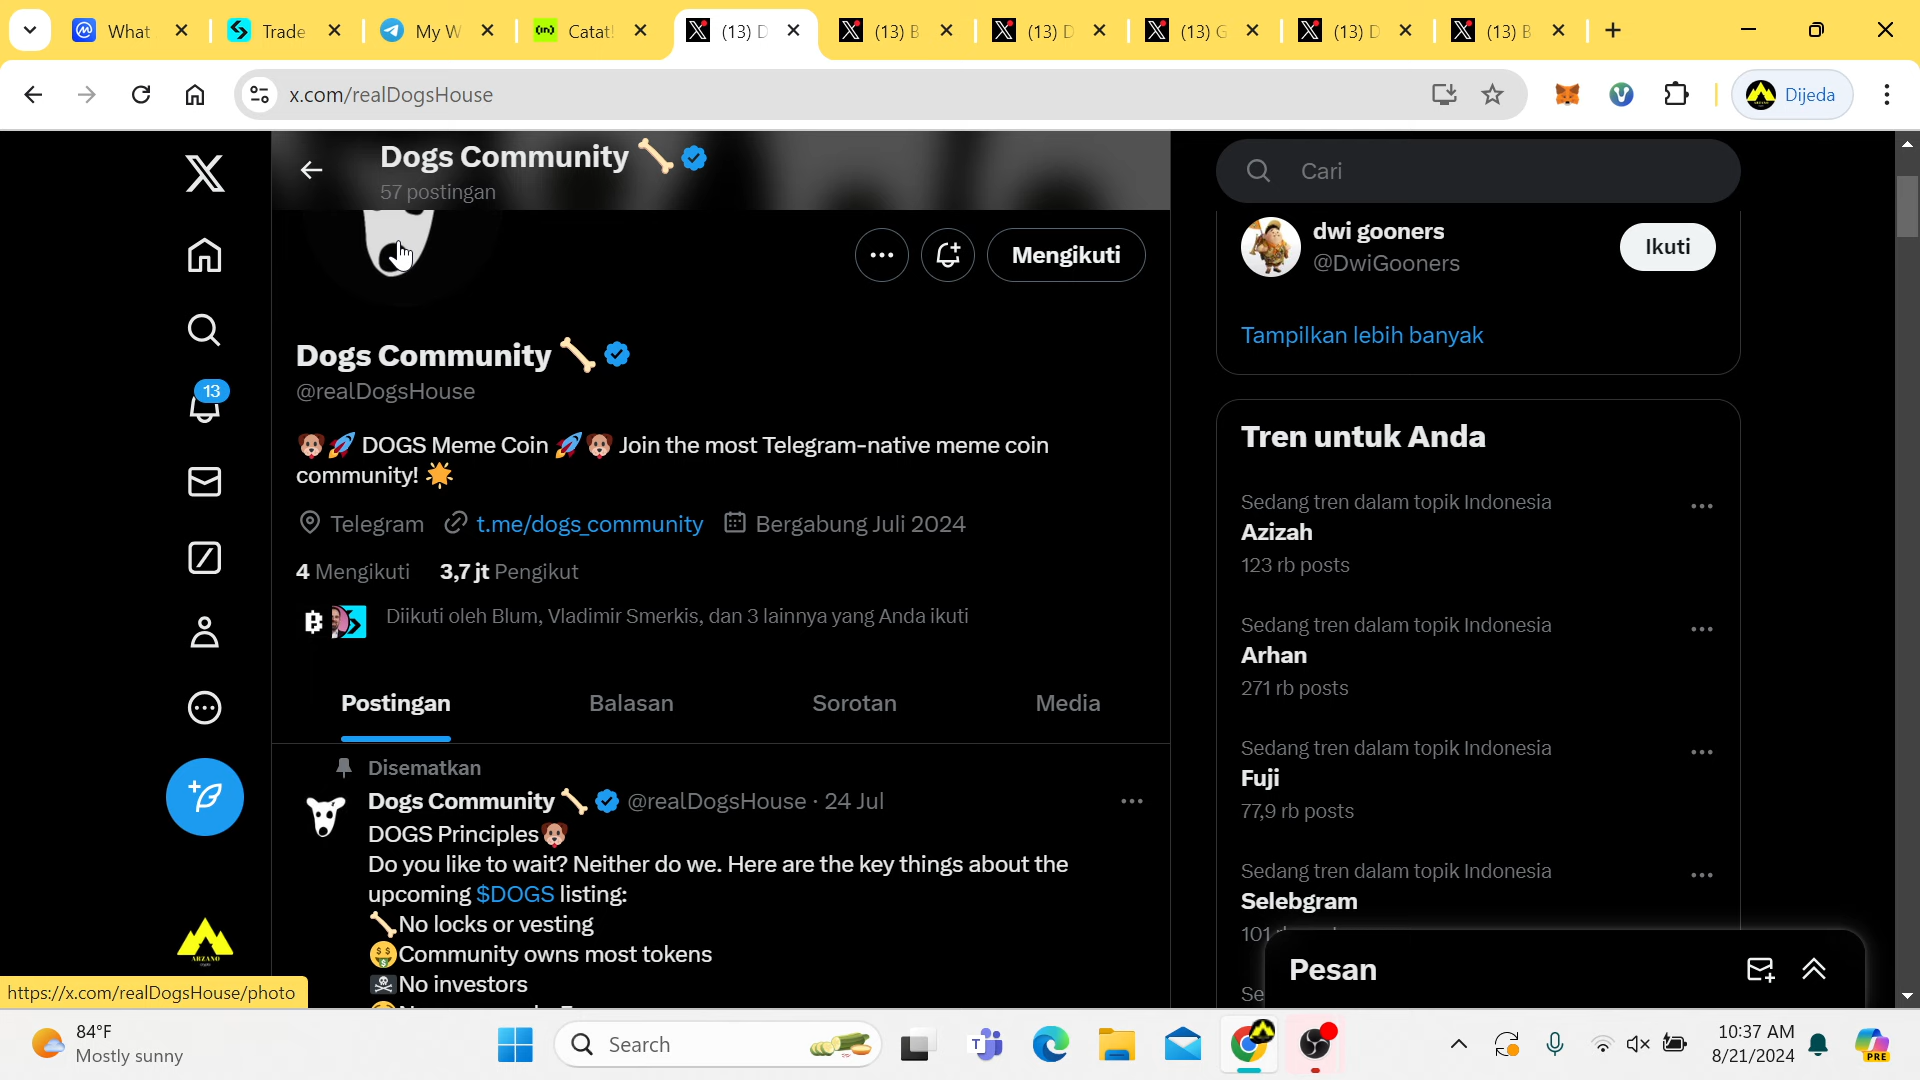 What
Trade
My W
Catat
(13) D
(13) B
(13) D
(13) G
(13) D
(13) B
x.com/realDogsHouse
Dijeda
Dogs Community 🦴
57 postingan
Mengikuti
Dogs Community 🦴
@realDogsHouse
🐶🚀 DOGS Meme Coin 🚀🐶 Join the most Telegram-native meme coin
community! 🌟
Telegram t.me/dogs_community Bergabung Juli 2024
4 Mengikuti 3,7 jt Pengikut
Diikuti oleh Blum, Vladimir Smerkis, dan 3 lainnya yang Anda ikuti
Postingan Balasan Sorotan Media
Disematkan
Dogs Community 🦴 @realDogsHouse · 24 Jul
DOGS Principles🐶
Do you like to wait? Neither do we. Here are the key things about the
upcoming $DOGS listing:
🦴No locks or vesting
🤑Community owns most tokens
🏴‍☠️No investors
13
ARZANO
https://x.com/realDogsHouse/photo
Cari
dwi gooners
@DwiGooners
Ikuti
Tampilkan lebih banyak
Tren untuk Anda
Sedang tren dalam topik Indonesia
Azizah
123 rb posts
Sedang tren dalam topik Indonesia
Arhan
271 rb posts
Sedang tren dalam topik Indonesia
Fuji
77,9 rb posts
Sedang tren dalam topik Indonesia
Selebgram
101
Se
Pesan
84°F
Mostly sunny
Search
10:37 AM
8/21/2024
PRE